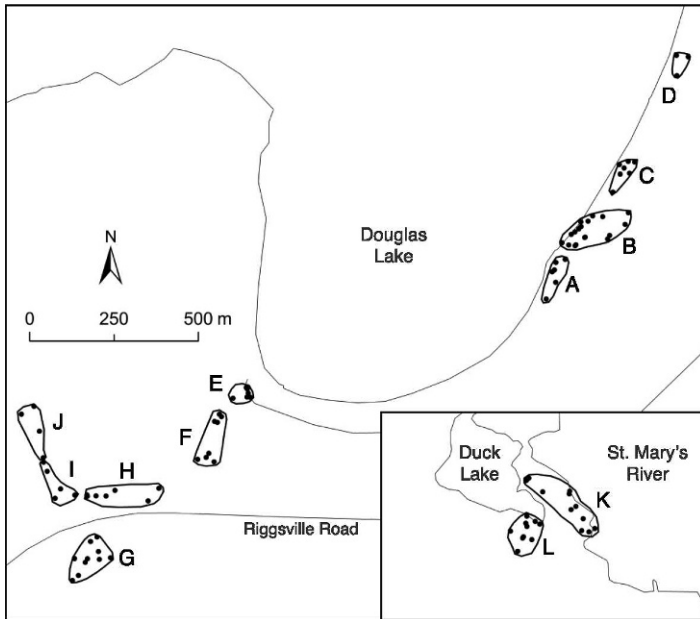 D
C
Douglas
Lake
B
N
A
0 250 500 m
E
J
F
Duck
Lake
St. Mary's
River
I
H
K
Riggsville Road
L
G